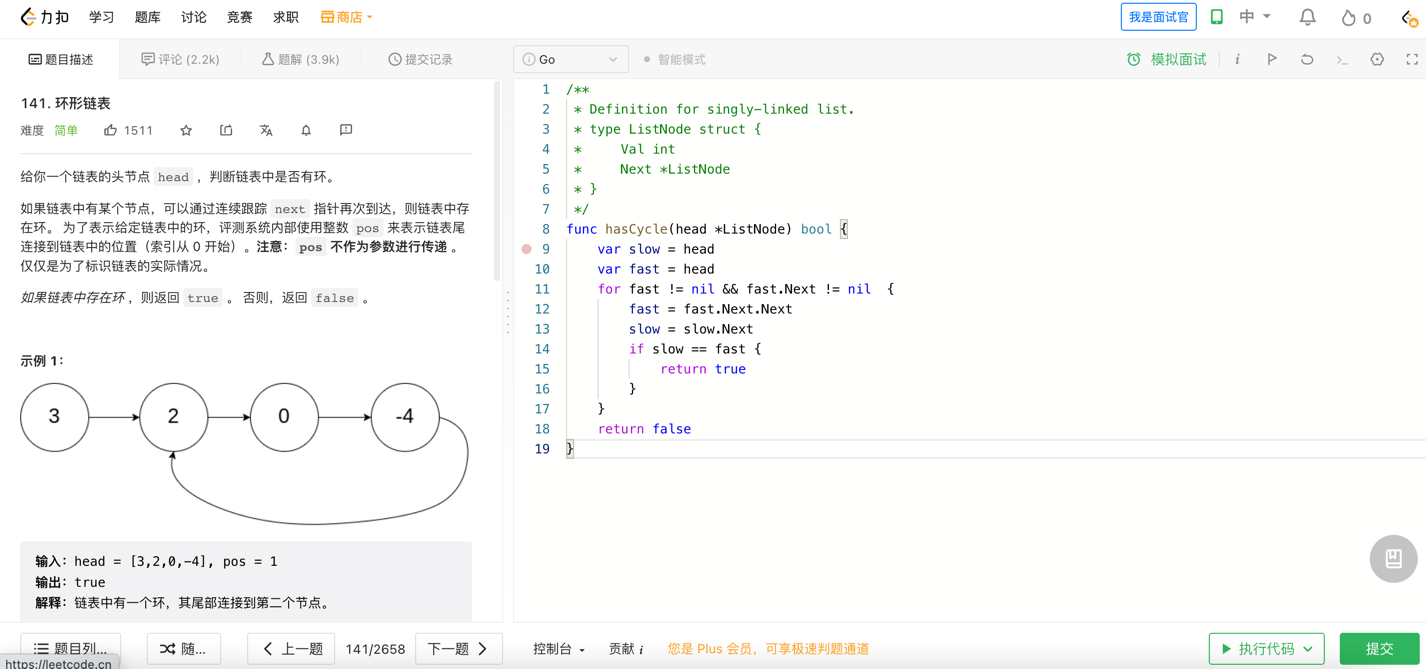 力扣 学习 题库 讨论 竞赛 求职 商店 我是面试官 中 0
题目描述 评论 (2.2k) 题解 (3.9k) 提交记录
i Go 智能模式 模拟面试 i
141. 环形链表
难度 简单 1511
给你一个链表的头节点 head ，判断链表中是否有环。
如果链表中有某个节点，可以通过连续跟踪 next 指针再次到达，则链表中存
在环。 为了表示给定链表中的环，评测系统内部使用整数 pos 来表示链表尾
连接到链表中的位置（索引从 0 开始）。注意：pos 不作为参数进行传递 。
仅仅是为了标识链表的实际情况。
如果链表中存在环 ，则返回 true 。 否则，返回 false 。
示例 1：
3 2 0 -4
输入：head = [3,2,0,-4], pos = 1
输出：true
解释：链表中有一个环，其尾部连接到第二个节点。
1 /**
2 * Definition for singly-linked list.
3 * type ListNode struct {
4 *     Val int
5 *     Next *ListNode
6 * }
7 */
8 func hasCycle(head *ListNode) bool {
9     var slow = head
10     var fast = head
11     for fast != nil && fast.Next != nil  {
12         fast = fast.Next.Next
13         slow = slow.Next
14         if slow == fast {
15             return true
16         }
17     }
18     return false
19 }
题目列... 随... 上一题 141/2658 下一题 控制台 贡献 i 您是 Plus 会员，可享极速判题通道 执行代码 提交
https://leetcode.cn